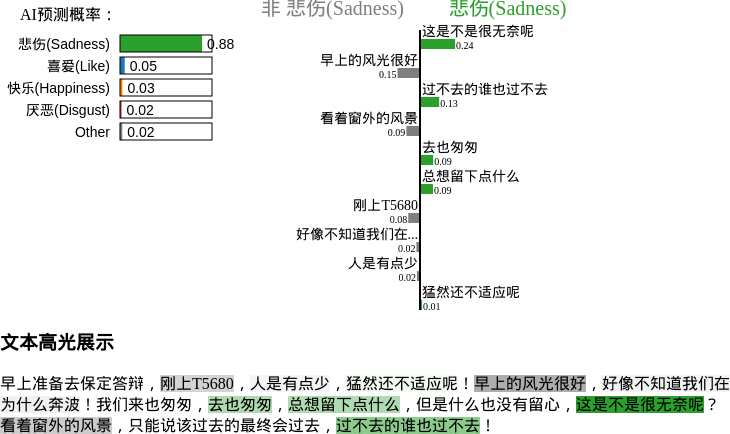 AI预测概率：
悲伤(Sadness) 0.88
喜爱(Like) 0.05
快乐(Happiness) 0.03
厌恶(Disgust) 0.02
Other 0.02
非 悲伤(Sadness) 悲伤(Sadness)
这是不是很无奈呢
0.24
早上的风光很好
0.15
过不去的谁也过不去
0.13
看着窗外的风景
0.09
去也匆匆
0.09
总想留下点什么
0.09
刚上T5680
0.08
好像不知道我们在...
0.02
人是有点少
0.02
猛然还不适应呢
0.01
文本高光展示
早上准备去保定答辩，刚上T5680，人是有点少，猛然还不适应呢！早上的风光很好，好像不知道我们在
为什么奔波！我们来也匆匆，去也匆匆，总想留下点什么，但是什么也没有留心，这是不是很无奈呢？
看着窗外的风景，只能说该过去的最终会过去，过不去的谁也过不去！